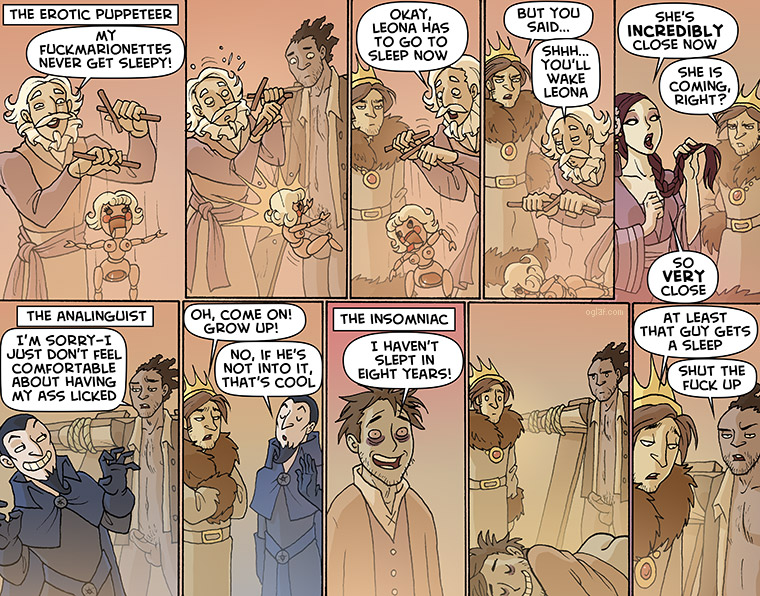 THE EROTIC PUPPETEER
MY
FUCKMARIONETTES
NEVER GET SLEEPY!
OKAY,
LEONA HAS
TO GO TO
SLEEP NOW
BUT YOU
SAID...
SHHH...
YOU'LL
WAKE
LEONA
SHE'S
INCREDIBLY
CLOSE NOW
SHE IS
COMING,
RIGHT?
SO
VERY
CLOSE
THE ANALINGUIST
I'M SORRY-I
JUST DON'T FEEL
COMFORTABLE
ABOUT HAVING
MY ASS LICKED
OH, COME ON!
GROW UP!
NO, IF HE'S
NOT INTO IT,
THAT'S COOL
THE INSOMNIAC
I HAVEN'T
SLEPT IN
EIGHT YEARS!
oglaf.com
AT LEAST
THAT GUY GETS
A SLEEP
SHUT THE
FUCK UP